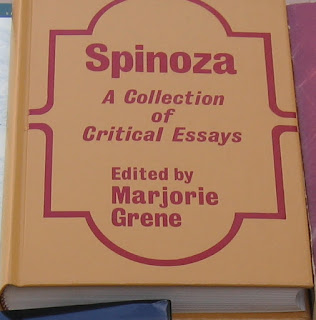 Spinoza
A Collection
of
Critical Essays
Edited by
Marjorie
Grene